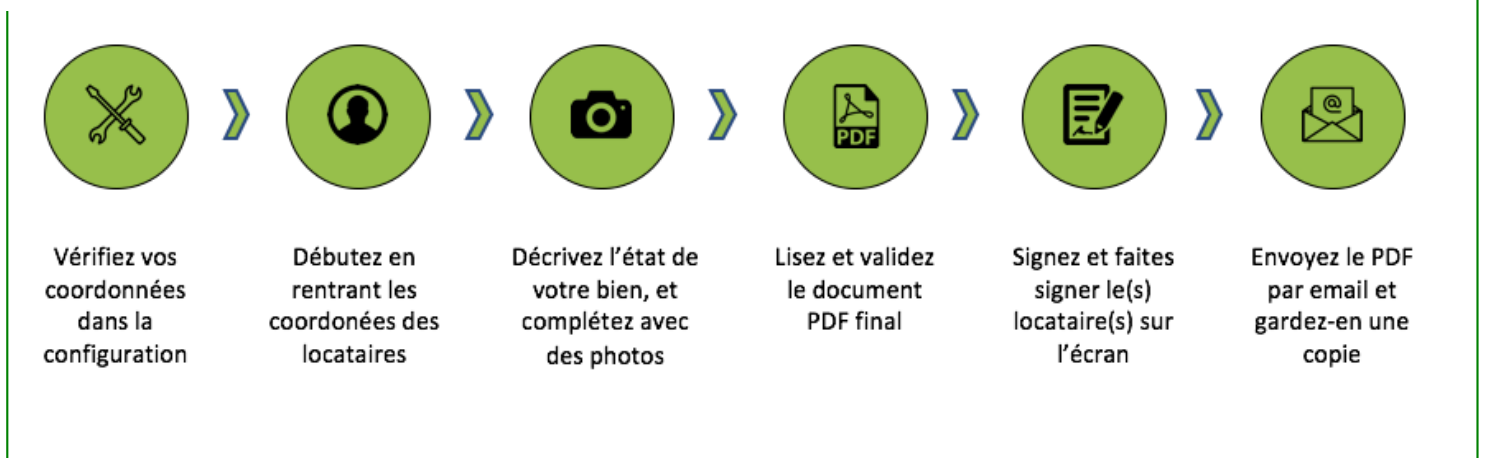 PDF
@
Vérifiez vos
coordonnées
dans la
configuration
Débutez en
rentrant les
coordonées des
locataires
Décrivez l'état de
votre bien, et
complétez avec
des photos
Lisez et validez
le document
PDF final
Signez et faites
signer le(s)
locataire(s) sur
l'écran
Envoyez le PDF
par email et
gardez-en une
copie